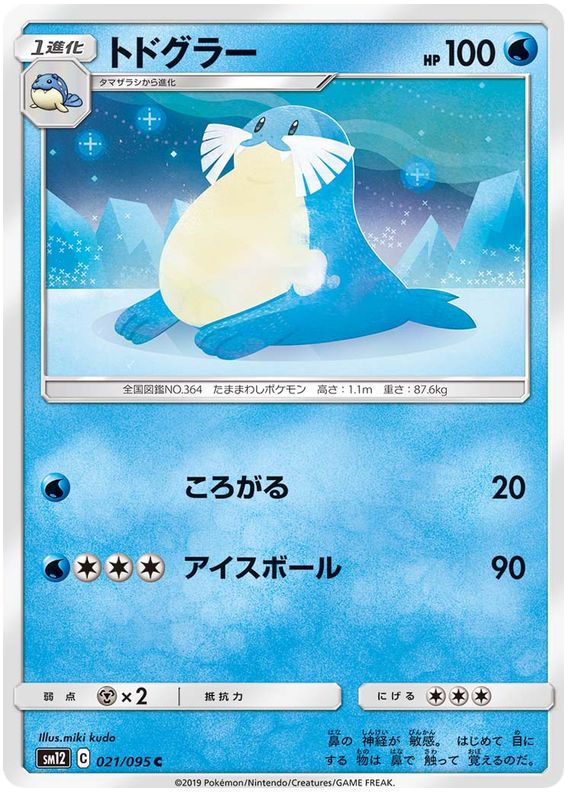 1進化 トドグラー HP 100
タマザラシから進化
全国図鑑NO.364 たままわしポケモン 高さ：1.1m 重さ：87.6kg
ころがる 20
アイスボール 90
弱点 ×2 抵抗力 にげる
Illus.miki kudo
鼻の神経が敏感。はじめて目に
する物は鼻で触って覚えるのだ。
SM12 C 021/095 C
©2019 Pokémon/Nintendo/Creatures/GAME FREAK.